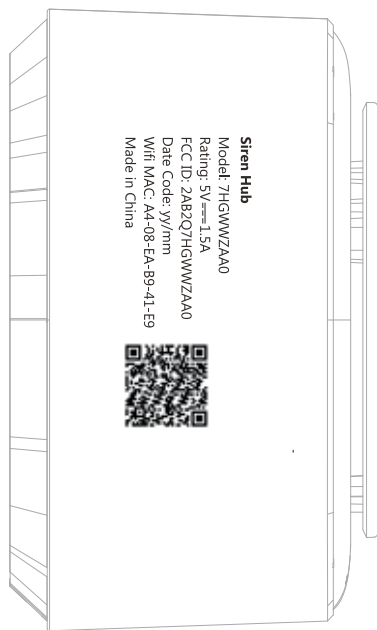 Siren Hub
Model: 7HGWWZAA0
Rating: 5V⎓1.5A
FCC ID: 2AB2Q7HGWWZAA0
Date Code: yy/mm
Wifi MAC: A4-08-EA-B9-41-E9
Made in China